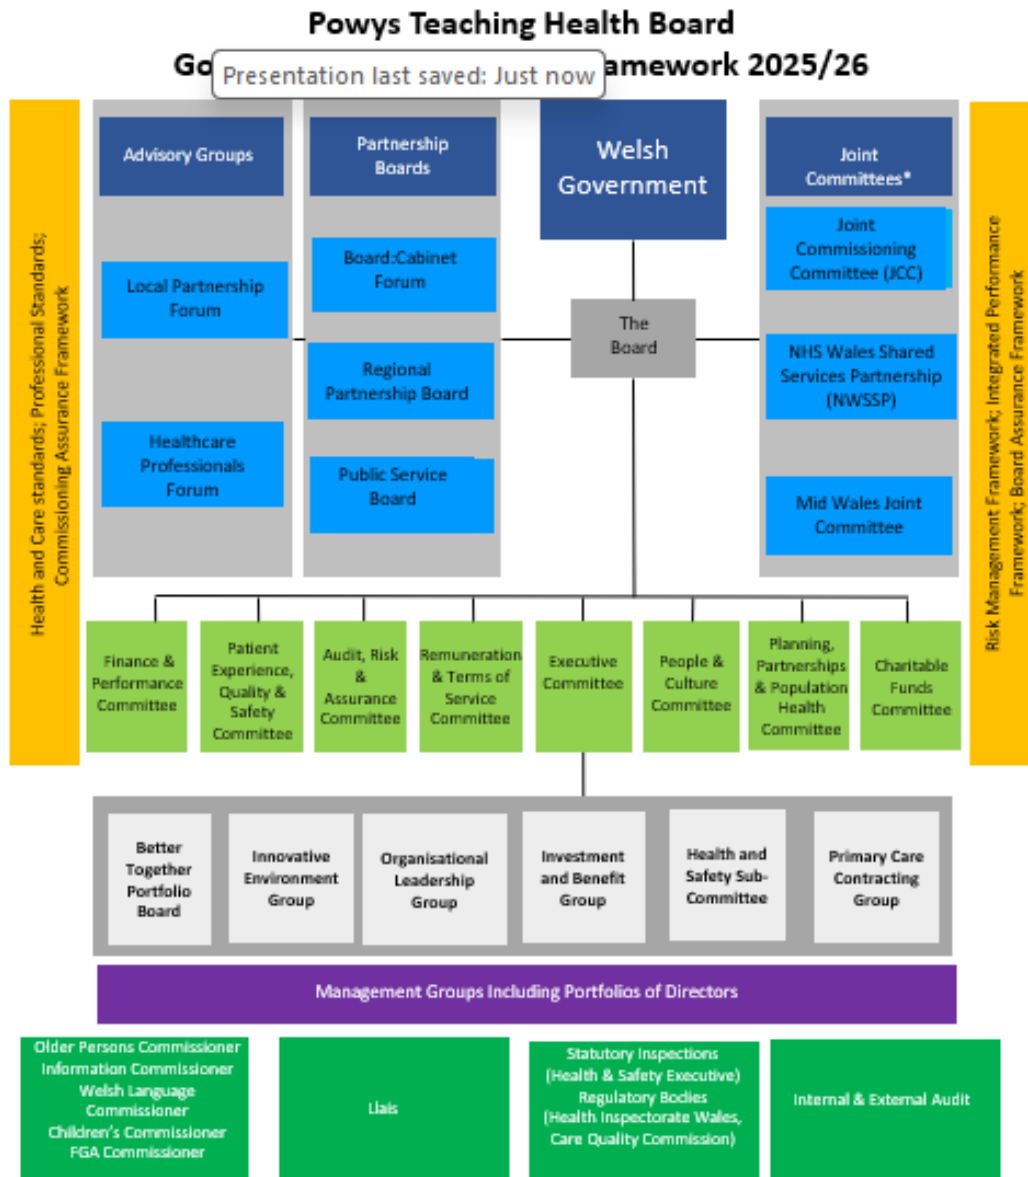 Powys Teaching Health Board
Go
amework 2025/26
Presentation last saved: Just now
Health and Care standards; Professional Standards;
Commissioning Assurance Framework
Advisory Groups
Local Partnership
Forum
Healthcare
Professionals
Forum
Partnership
Boards
Board:Cabinet
Forum
Regional
Partnership Board
Public Service
Board
Welsh
Government
The
Board
Joint
Committees*
Joint
Commissioning
Committee (JCC)
NHS Wales Shared
Services Partnership
(NWSSP)
Mid Wales Joint
Committee
Risk Management Framework; Integrated Performance
Framework; Board Assurance Framework
Finance &
Performance
Committee
Patient
Experience,
Quality &
Safety
Committee
Audit, Risk
&
Assurance
Committee
Remuneration
& Terms of
Service
Committee
Executive
Committee
People &
Culture
Committee
Planning,
Partnerships
& Population
Health
Committee
Charitable
Funds
Committee
Better
Together
Portfolio
Board
Innovative
Environment
Group
Organisational
Leadership
Group
Investment
and Benefit
Group
Health and
Safety Sub-
Committee
Primary Care
Contracting
Group
Management Groups Including Portfolios of Directors
Older Persons Commissioner
Information Commissioner
Welsh Language
Commissioner
Children's Commissioner
FGA Commissioner
Llais
Statutory Inspections
(Health & Safety Executive)
Regulatory Bodies
(Health Inspectorate Wales,
Care Quality Commission)
Internal & External Audit